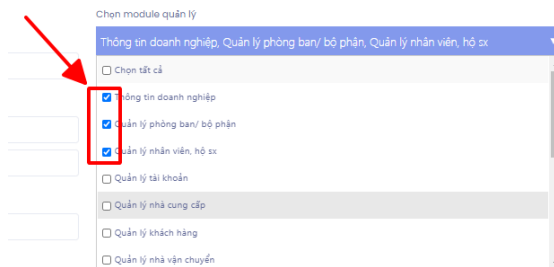 Chọn module quản lý
Thông tin doanh nghiệp, Quản lý phòng ban/ bộ phận, Quản lý nhân viên, hộ sx
Chọn tất cả
Thông tin doanh nghiệp
Quản lý phòng ban/ bộ phận
Quản lý nhân viên, hộ sx
Quản lý tài khoản
Quản lý nhà cung cấp
Quản lý khách hàng
Quản lý nhà vận chuyển